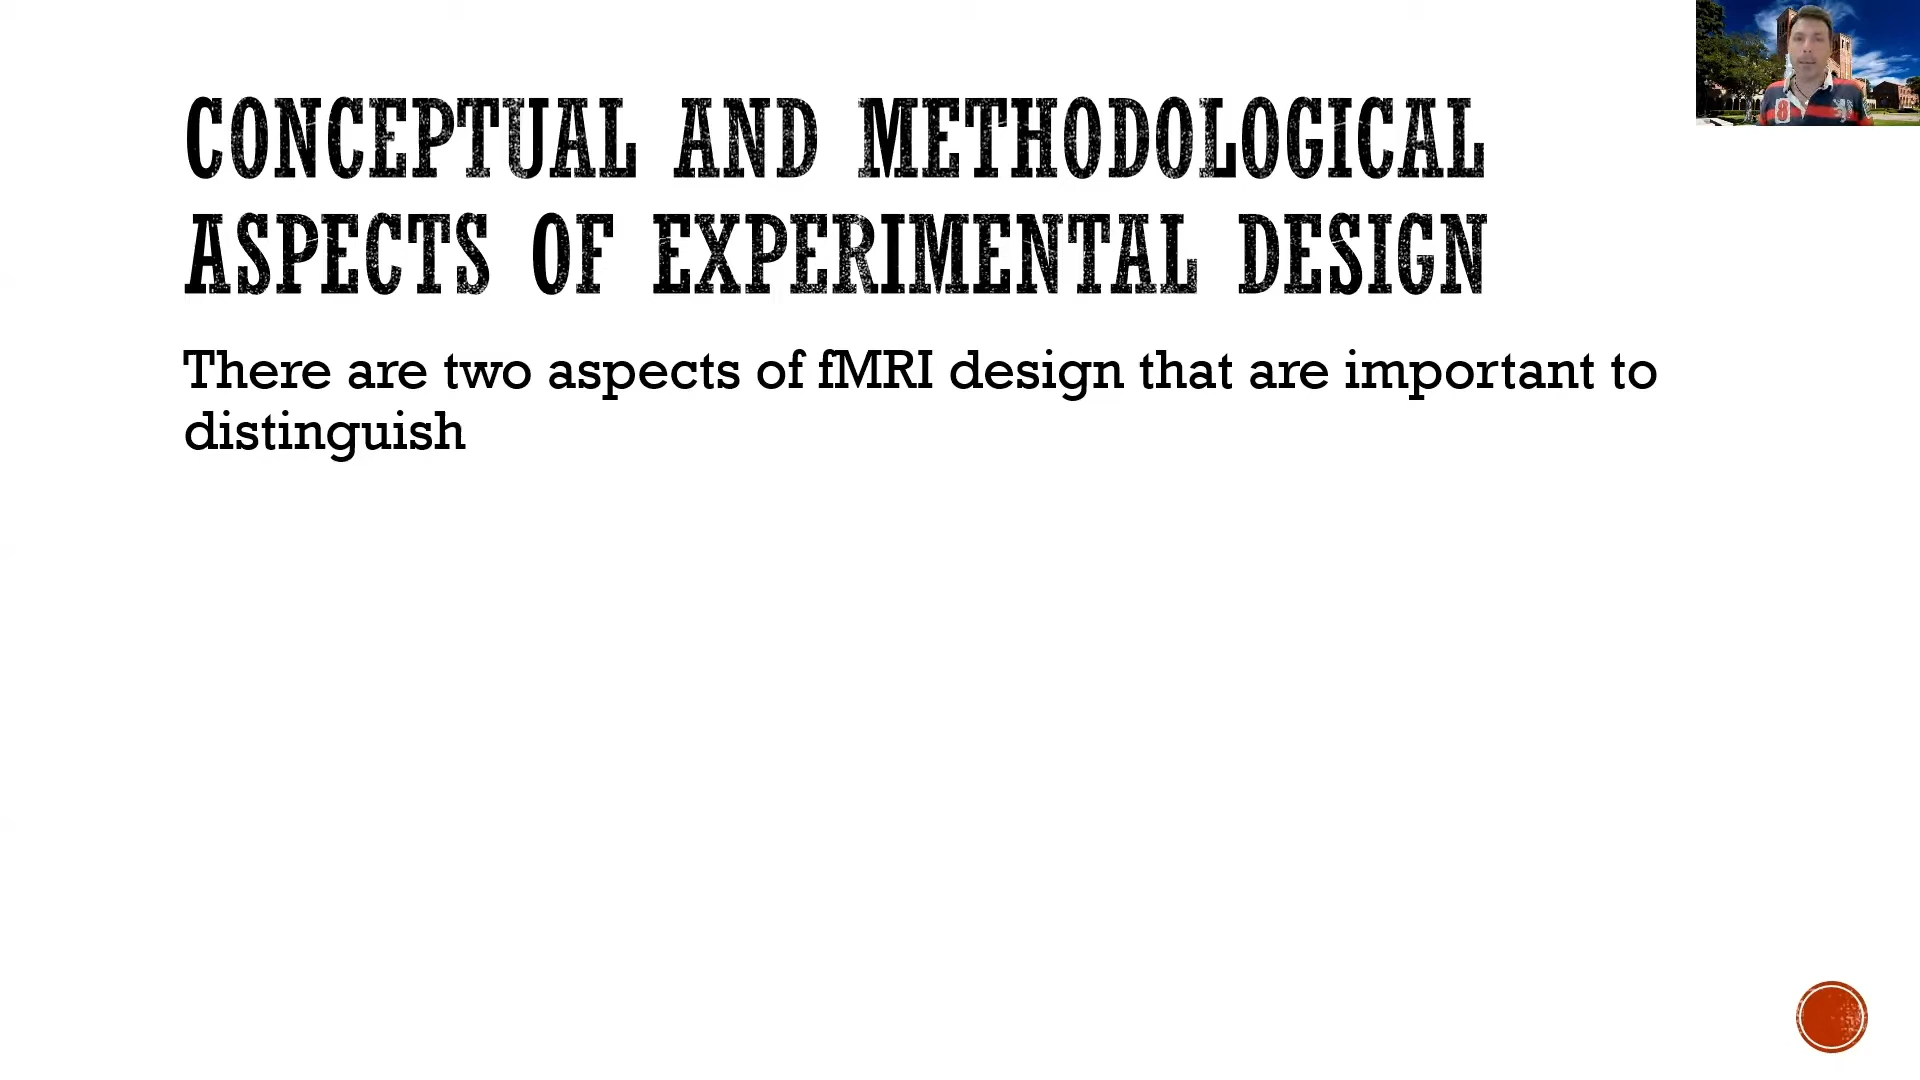 CONCEPTUAL AND METHODOLOGICAL
ASPECTS OF EXPERIMENTAL DESIGN
There are two aspects of fMRI design that are important to
distinguish
8